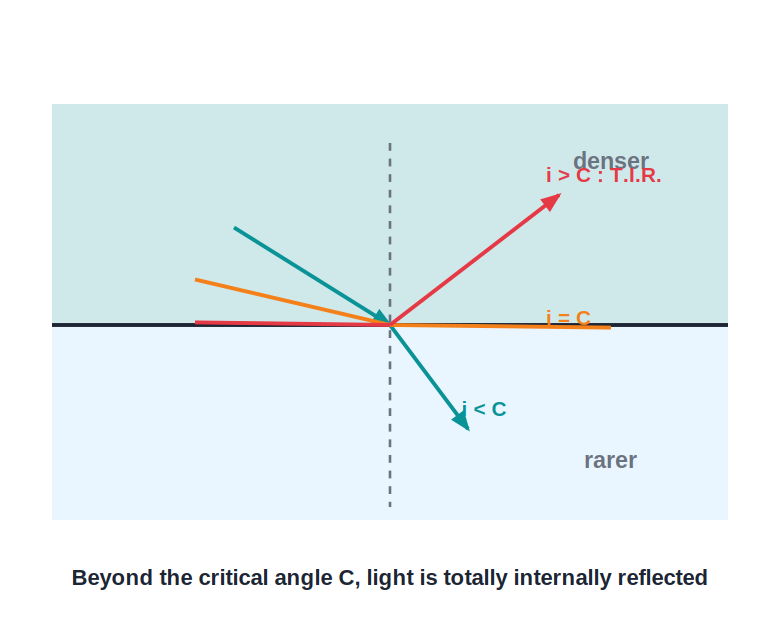 denser
i > C : T.I.R.
i = C
i < C
rarer
Beyond the critical angle C, light is totally internally reflected